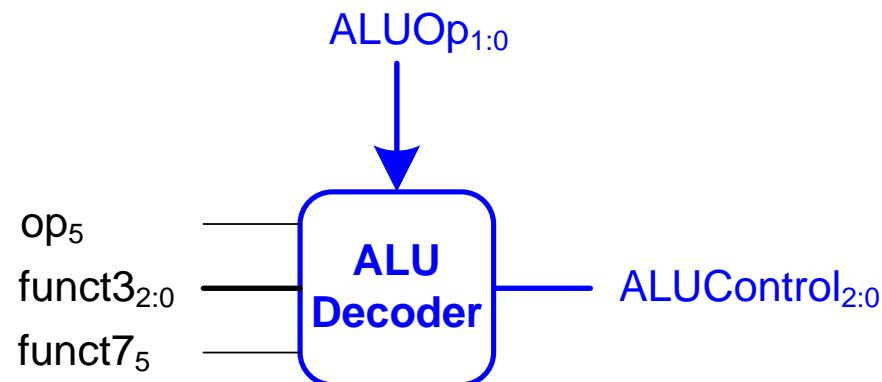 ALUOp1:0
op5
funct32:0
funct75
ALU
Decoder
ALUControl2:0